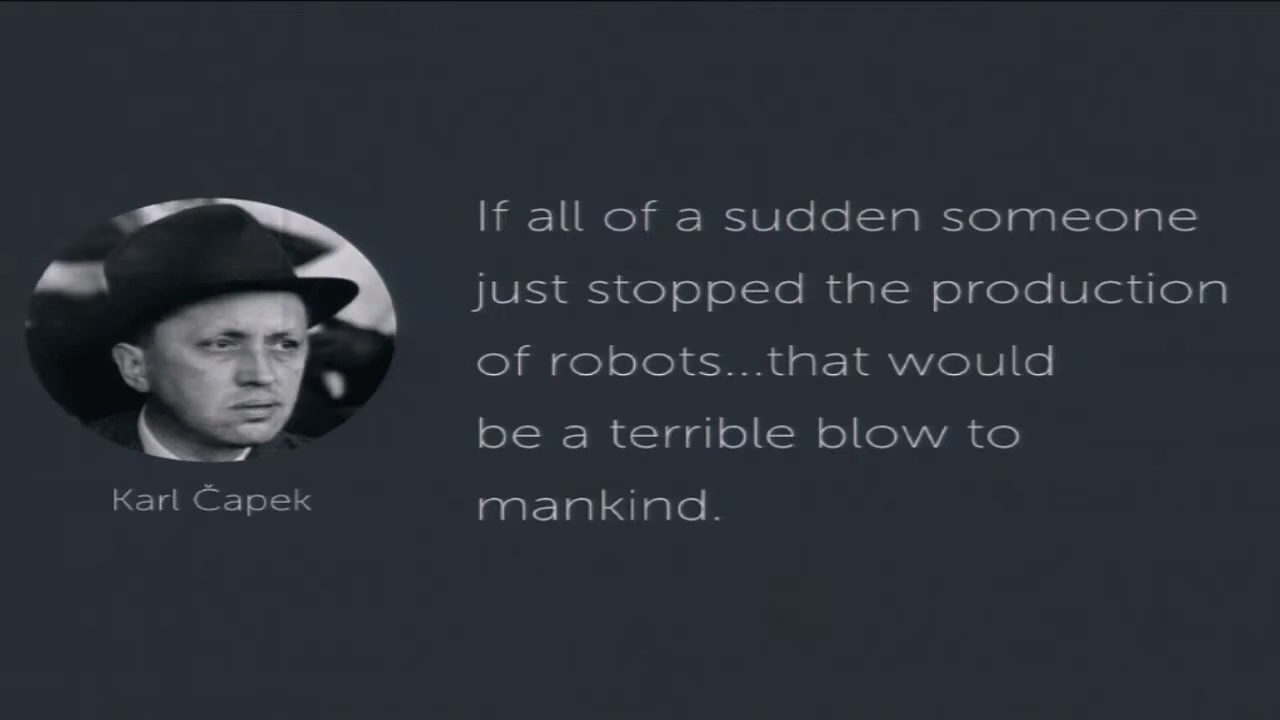 If all of a sudden someone
just stopped the production
of robots...that would
be a terrible blow to
mankind.
Karl Čapek